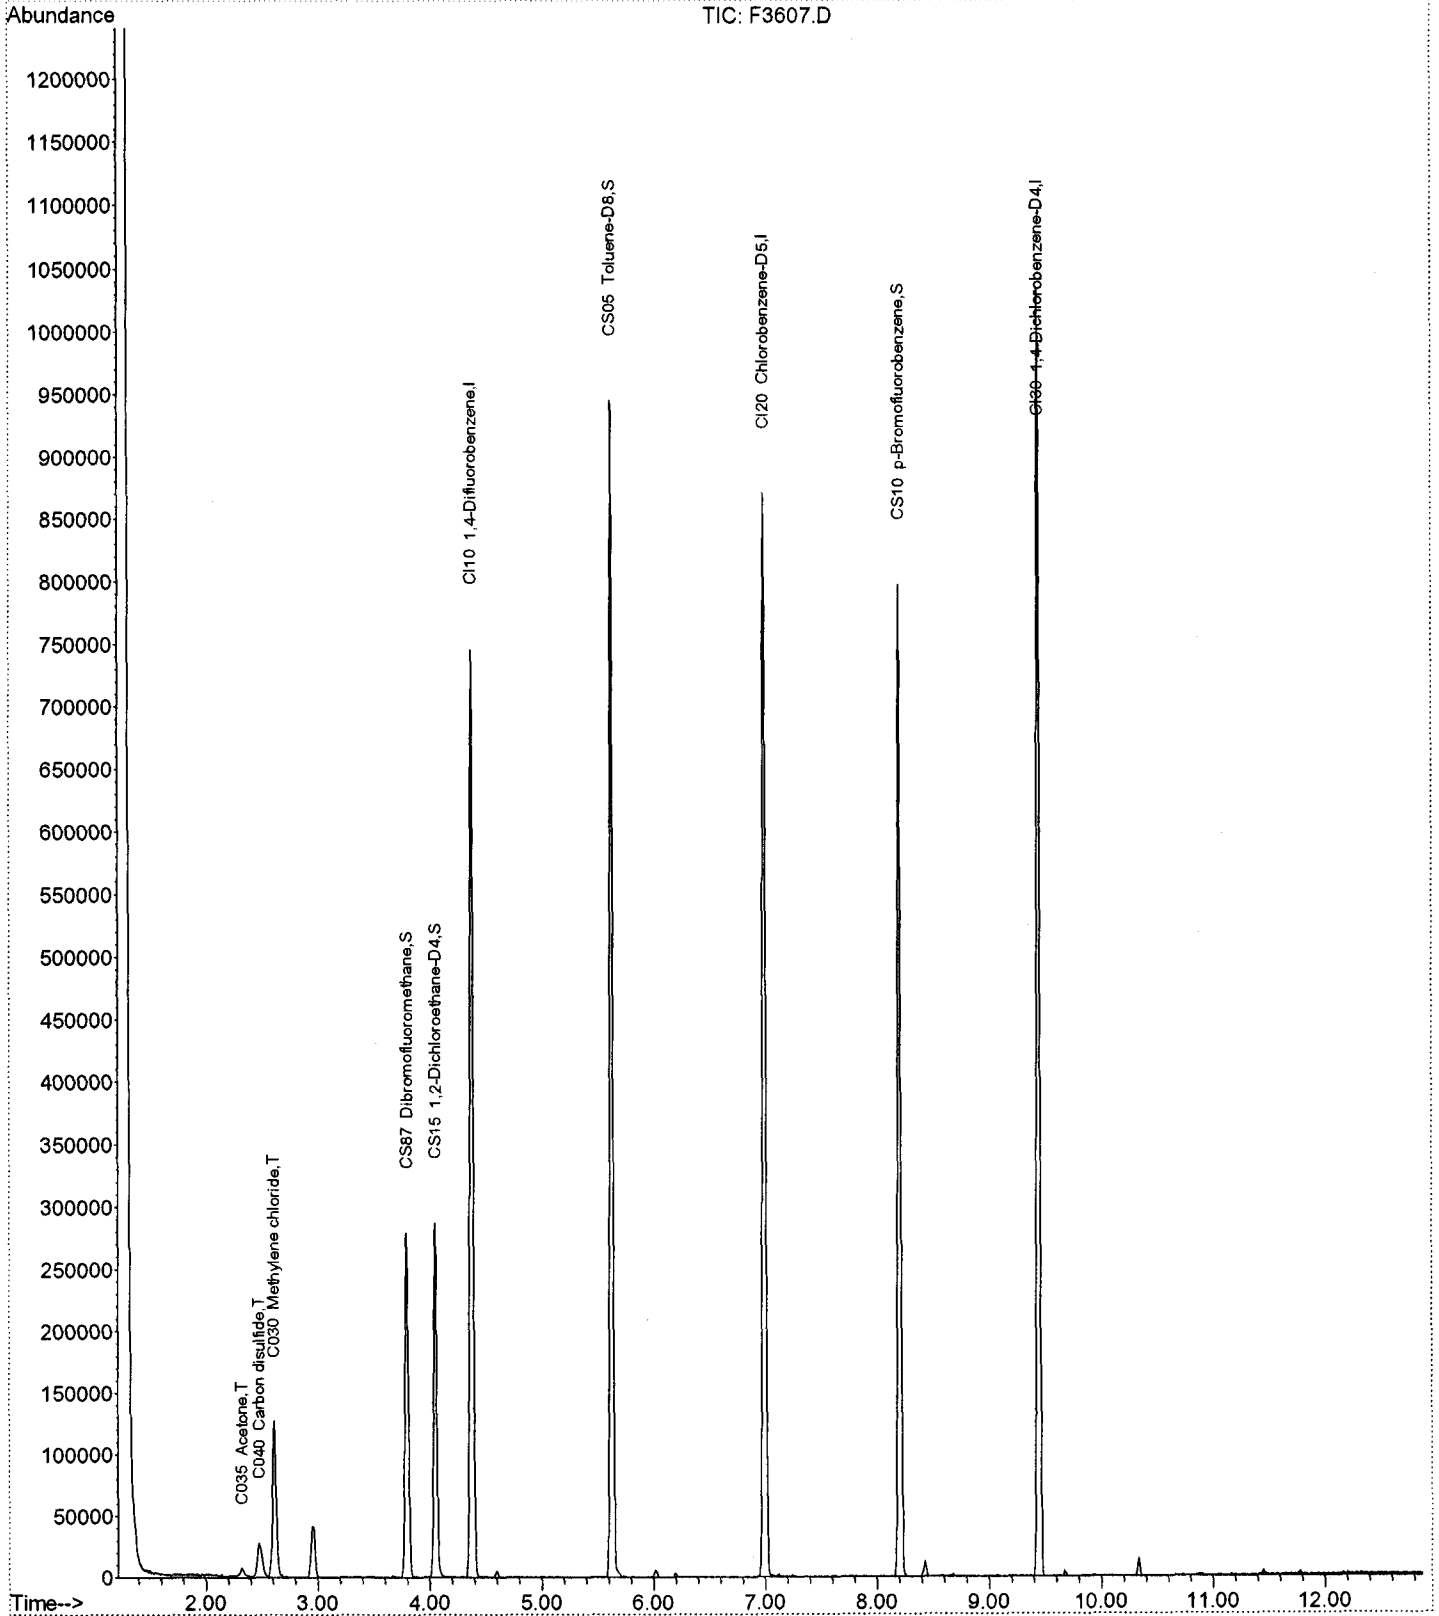 Abundance
TIC: F3607.D
1200000
1150000
1100000
1050000
1000000
950000
900000
850000
800000
750000
700000
650000
600000
550000
500000
450000
400000
350000
300000
250000
200000
150000
100000
50000
0
C035 Acetone,T
C040 Carbon disulfide,T
C030 Methylene chloride,T
CS87 Dibromofluoromethane,S
CS15 1,2-Dichloroethane-D4,S
CI10 1,4-Difluorobenzene,I
CS05 Toluene-D8,S
CI20 Chlorobenzene-D5,I
CS10 p-Bromofluorobenzene,S
CI30 1,4-Dichlorobenzene-D4,I
Time-->
2.00 3.00 4.00 5.00 6.00 7.00 8.00 9.00 10.00 11.00 12.00